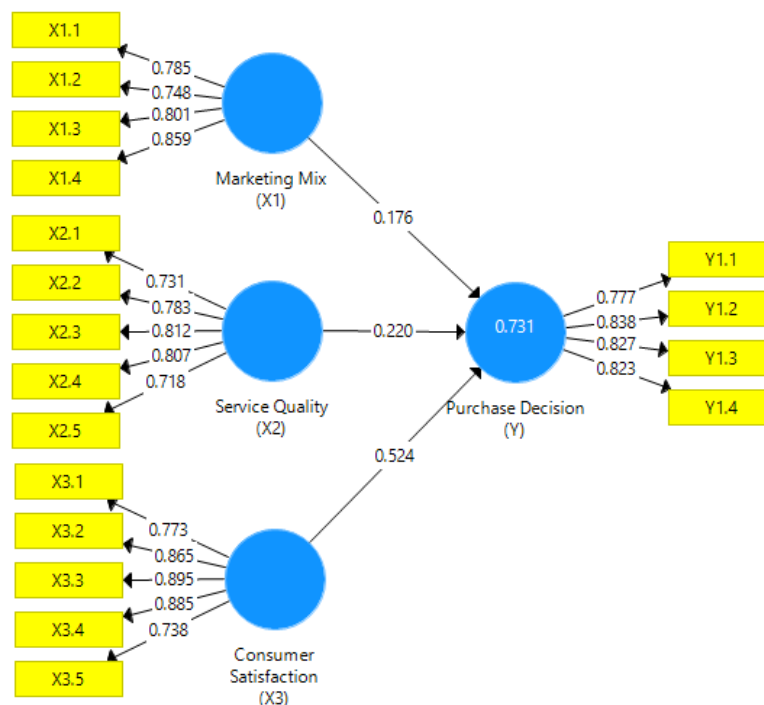 X1.1
X1.2
X1.3
X1.4
0.785
0.748
0.801
0.859
Marketing Mix
(X1)
0.176
X2.1
X2.2
X2.3
X2.4
X2.5
0.731
0.783
0.812
0.807
0.718
Service Quality
(X2)
0.220
0.731
Purchase Decision
(Y)
0.777
0.838
0.827
0.823
Y1.1
Y1.2
Y1.3
Y1.4
0.524
X3.1
X3.2
X3.3
X3.4
X3.5
0.773
0.865
0.895
0.885
0.738
Consumer
Satisfaction
(X3)